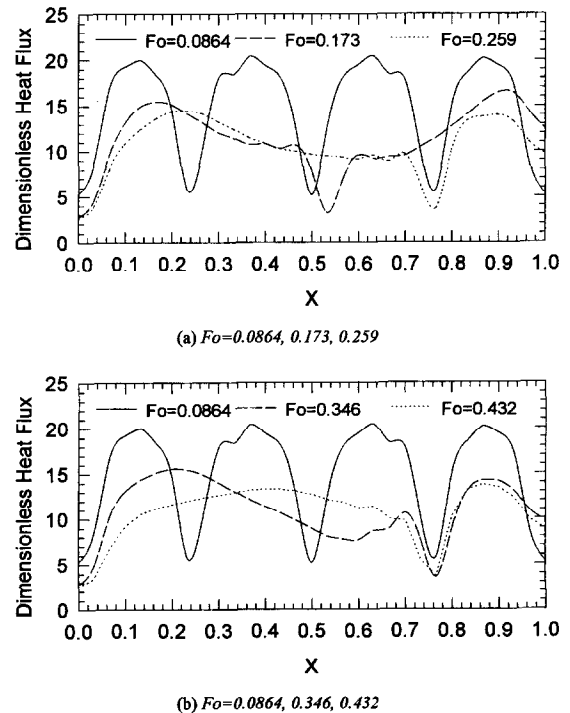 25
Fo=0.0864 Fo=0.173 Fo=0.259
20
15
10
5
0
Dimensionless Heat Flux
0.0 0.1 0.2 0.3 0.4 0.5 0.6 0.7 0.8 0.9 1.0
X
(a) Fo=0.0864, 0.173, 0.259
25
Fo=0.0864 Fo=0.346 Fo=0.432
20
15
10
5
0
Dimensionless Heat Flux
0.0 0.1 0.2 0.3 0.4 0.5 0.6 0.7 0.8 0.9 1.0
X
(b) Fo=0.0864, 0.346, 0.432